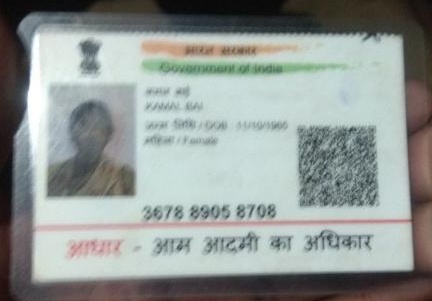 भारत सरकार
Government of India
कमल बाई
KAMAL BAI
जन्म तिथि / DOB : 11/10/1965
महिला / Female
3678 8905 8708
आधार - आम आदमी का अधिकार